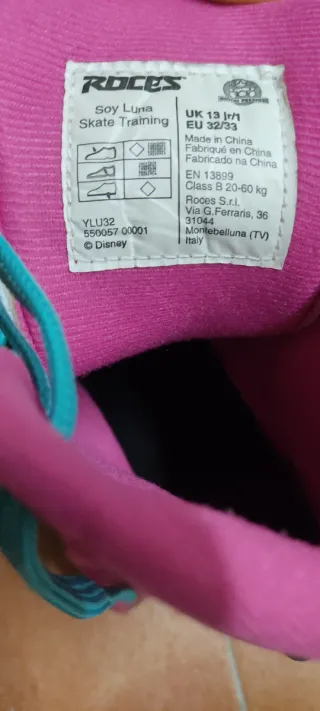 ROCES
Soy Luna
Skate Training
YLU32
550057 00001
© Disney
UK 13 jr/1
EU 32/33
Made in China
Fabriqué en China
Fabricado na China
EN 13899
Class B 20-60 kg
Roces S.r.l.
Via G.Ferraris, 36
31044
Montebelluna (TV)
Italy